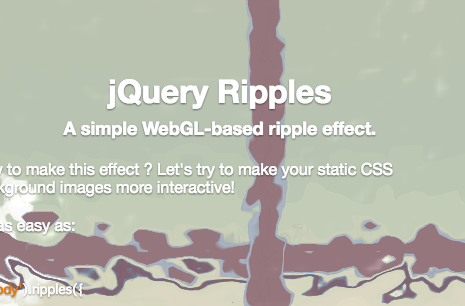 jQuery Ripples
A simple WebGL-based ripple effect.
to make this effect ? Let's try to make your static CSS
kground images more interactive!
as easy as:
ody").ripples({